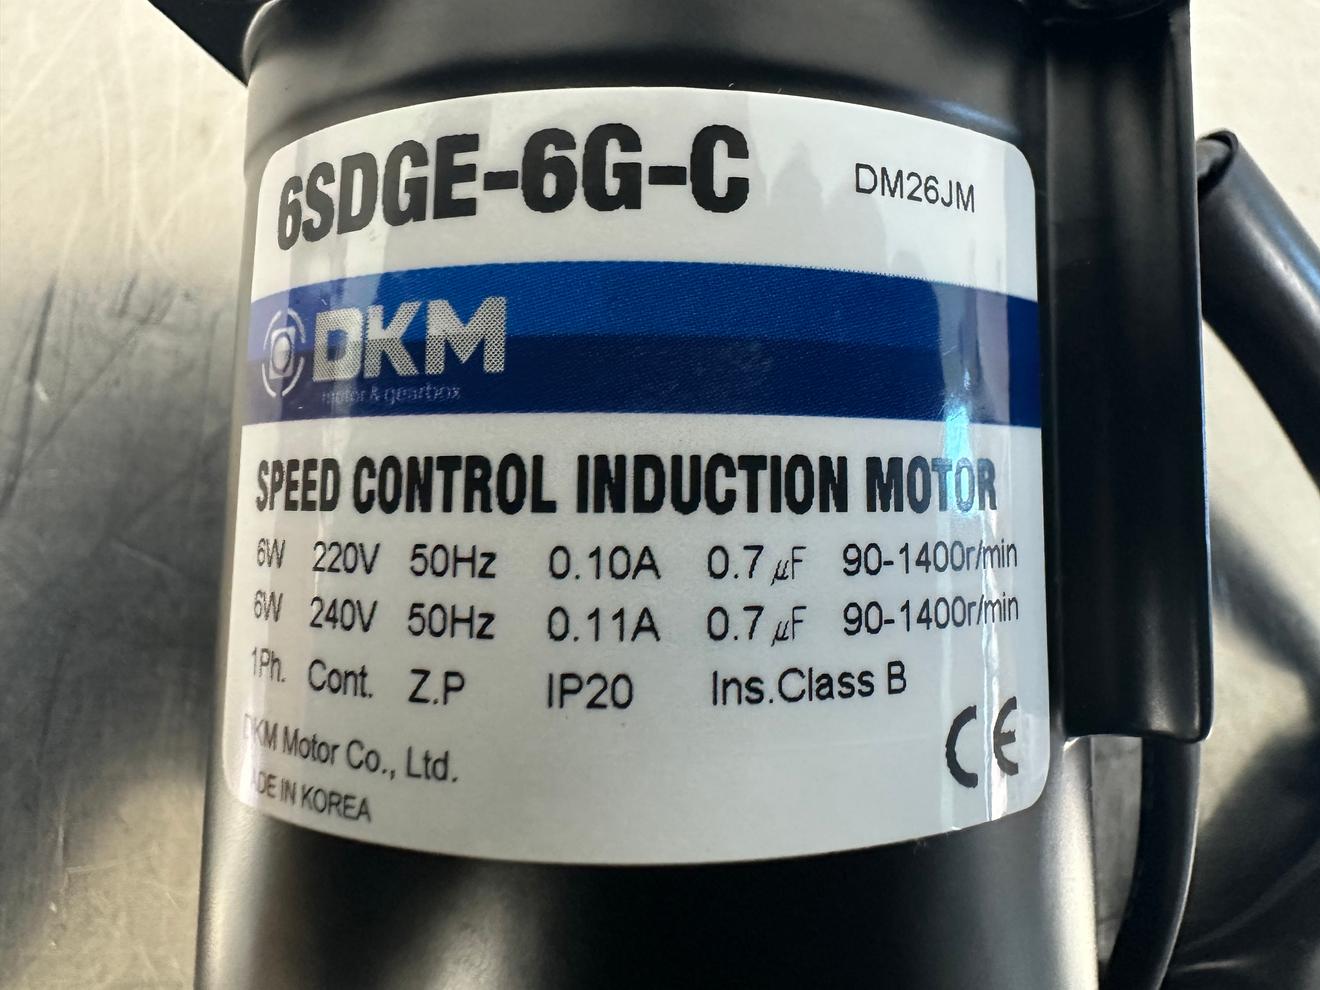 6SDGE-6G-C DM26JM
DKM
motor & gearbox
SPEED CONTROL INDUCTION MOTOR
6W 220V 50Hz 0.10A 0.7 µF 90-1400r/min
6W 240V 50Hz 0.11A 0.7 µF 90-1400r/min
1Ph. Cont. Z.P IP20 Ins.Class B
DKM Motor Co., Ltd.
CE
ADE IN KOREA